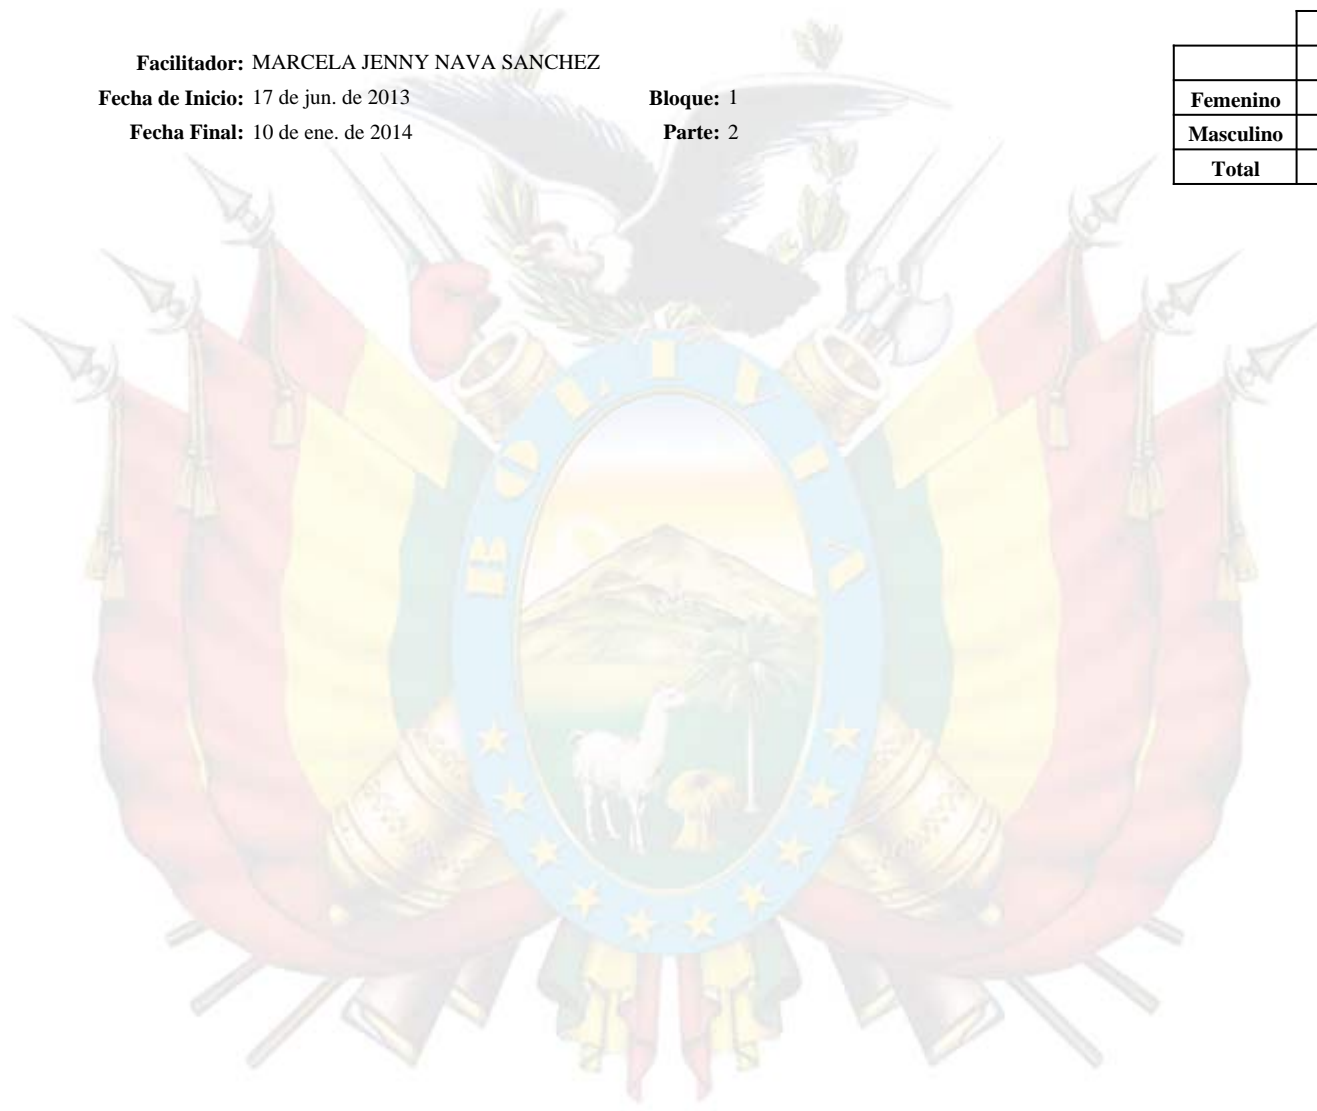 Facilitador: MARCELA JENNY NAVA SANCHEZ
Fecha de Inicio: 17 de jun. de 2013 Bloque: 1
Fecha Final: 10 de ene. de 2014 Parte: 2
Femenino
Masculino
Total
BOLIVIA